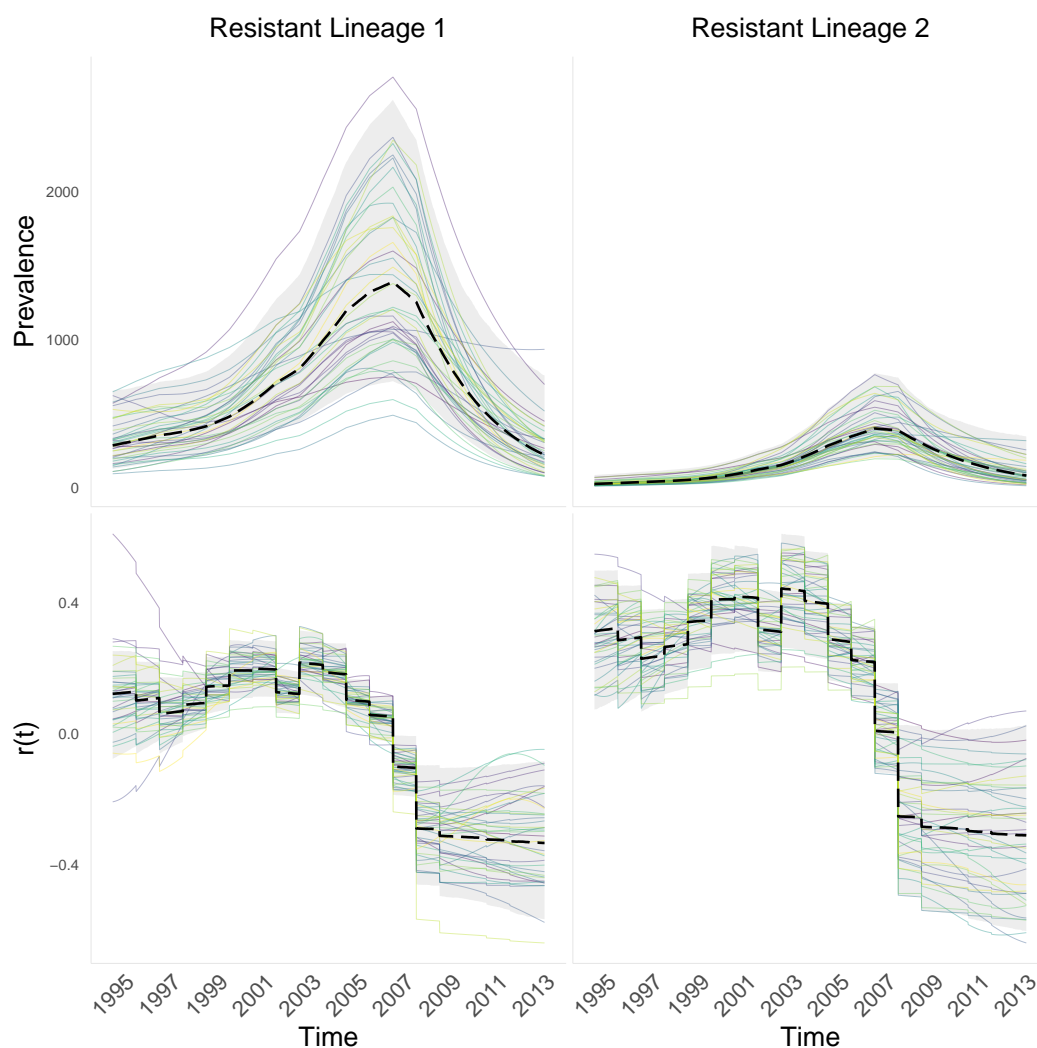 Resistant Lineage 1
Resistant Lineage 2
Prevalence
2000
1000
0
r(t)
0.4
0.0
−0.4
1995 1997 1999 2001 2003 2005 2007 2009 2011 2013
1995 1997 1999 2001 2003 2005 2007 2009 2011 2013
Time
Time